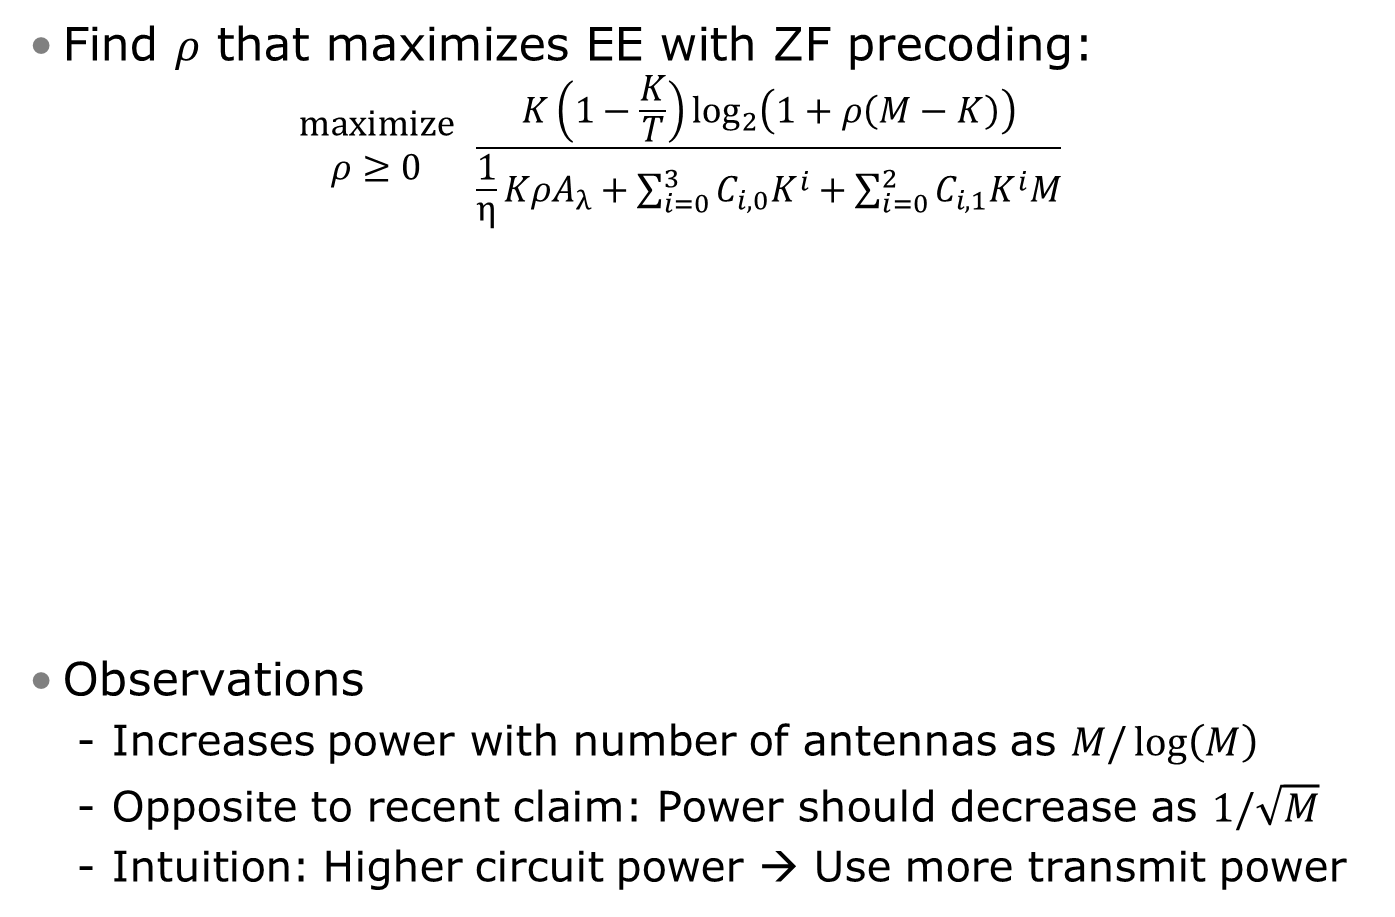 • Find ρ that maximizes EE with ZF precoding:
maximize ρ ≥ 0 K(1 − K/T) log₂(1 + ρ(M − K)) / (1/η KρA_λ + ∑_{i=0}^{3} C_{i,0}K^i + ∑_{i=0}^{2} C_{i,1}K^i M)
• Observations
- Increases power with number of antennas as M/log(M)
- Opposite to recent claim: Power should decrease as 1/√M
- Intuition: Higher circuit power → Use more transmit power